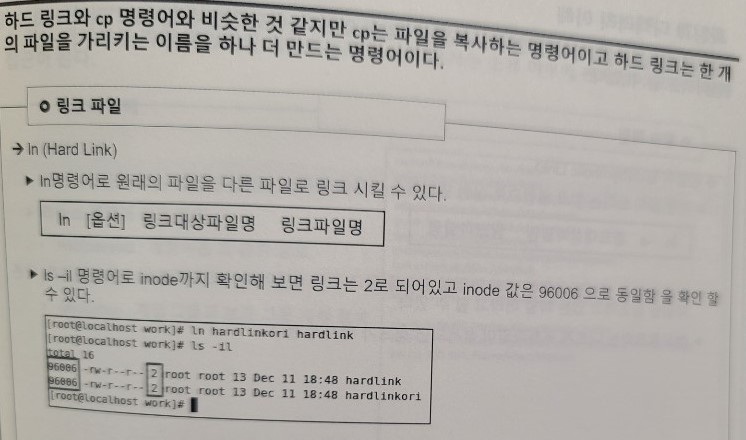 하드 링크와 cp 명령어와 비슷한 것 같지만 cp는 파일을 복사하는 명령어이고 하드 링크는 한 개
의 파일을 가리키는 이름을 하나 더 만드는 명령어이다.
링크 파일
→ ln (Hard Link)
▶ ln명령어로 원래의 파일을 다른 파일로 링크 시킬 수 있다.
ln [옵션] 링크대상파일명 링크파일명
▶ ls –il 명령어로 inode까지 확인해 보면 링크는 2로 되어있고 inode 값은 96006 으로 동일함 을 확인 할
수 있다.
[root@localhost work]# ln hardlinkori hardlink
[root@localhost work]# ls -il
total 16
96006 -rw-r--r-- 2 root root 13 Dec 11 18:48 hardlink
96006 -rw-r--r-- 2 root root 13 Dec 11 18:48 hardlinkori
[root@localhost work]#